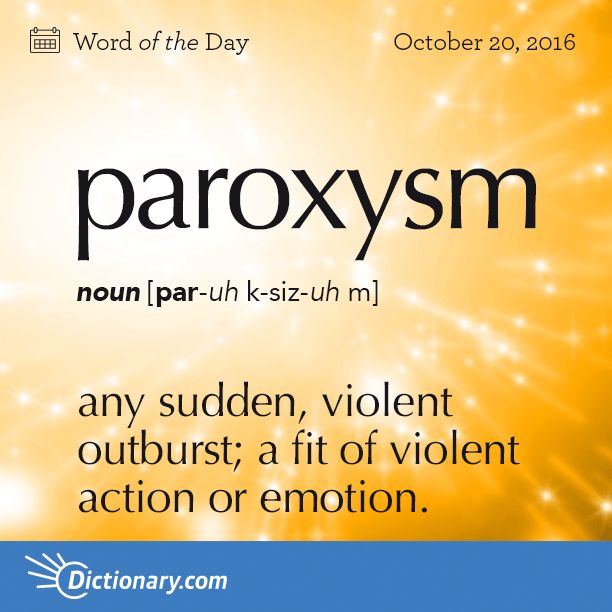 Word of the Day
October 20, 2016
paroxysm
noun [par-uh k-siz-uh m]
any sudden, violent
outburst; a fit of violent
action or emotion.
Dictionary.com